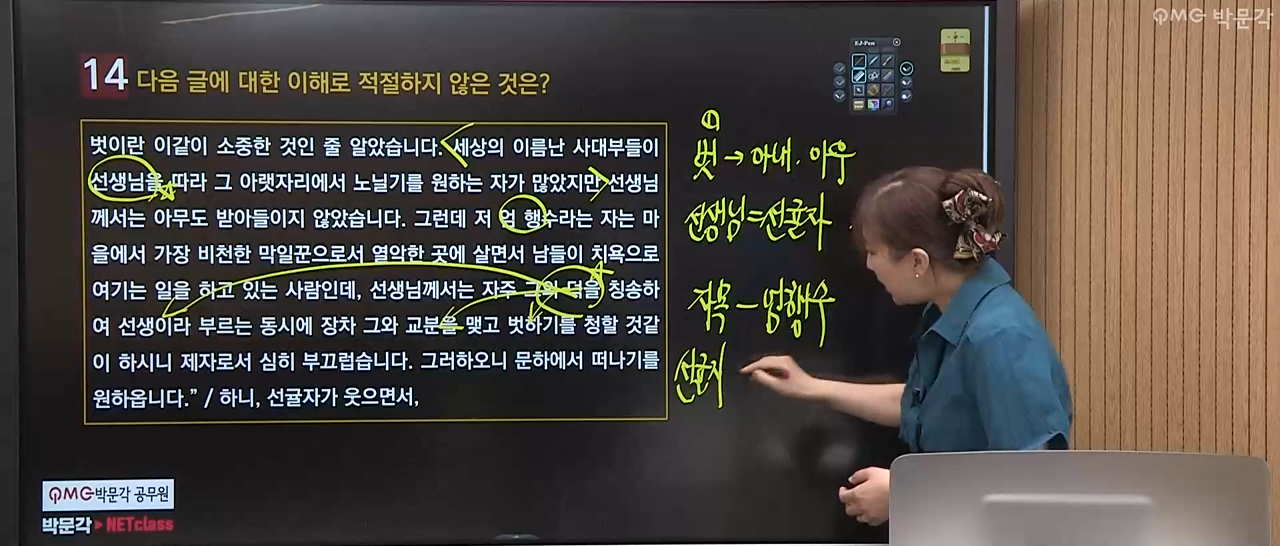 QMG 박문각
EJ-Pen
14 다음 글에 대한 이해로 적절하지 않은 것은?
벗이란 이같이 소중한 것인 줄 알았습니다. 세상의 이름난 사대부들이
선생님을 따라 그 아랫자리에서 노닐기를 원하는 자가 많았지만 선생님
께서는 아무도 받아들이지 않았습니다. 그런데 저 엄 행수라는 자는 마
을에서 가장 비천한 막일꾼으로서 열악한 곳에 살면서 남들이 치욕으로
여기는 일을 하고 있는 사람인데, 선생님께서는 자주 그의 덕을 칭송하
여 선생이라 부르는 동시에 장차 그와 교분을 맺고 벗하기를 청할 것같
이 하시니 제자로서 심히 부끄럽습니다. 그러하오니 문하에서 떠나기를
원하옵니다.” / 하니, 선귤자가 웃으면서,
벗 → 아내. 아우
선생님=선귤자
자목 – 엄행수
선귤자
QMG박문각 공무원
박문각 NETclass